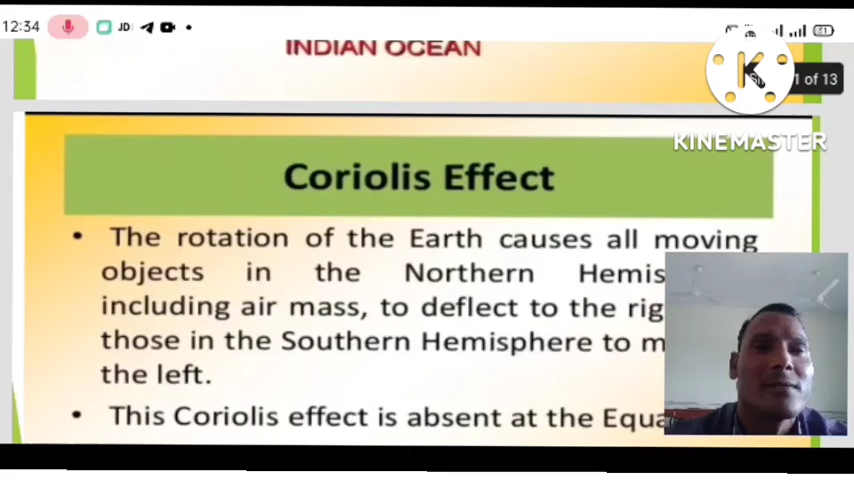 12:34
JD
INDIAN OCEAN
1 of 13
KINEMASTER
Coriolis Effect
• The rotation of the Earth causes all moving
objects in the Northern
including air mass, to deflect to the
those in the Southern Hemisphere to
the left.
• This Coriolis effect is absent at the